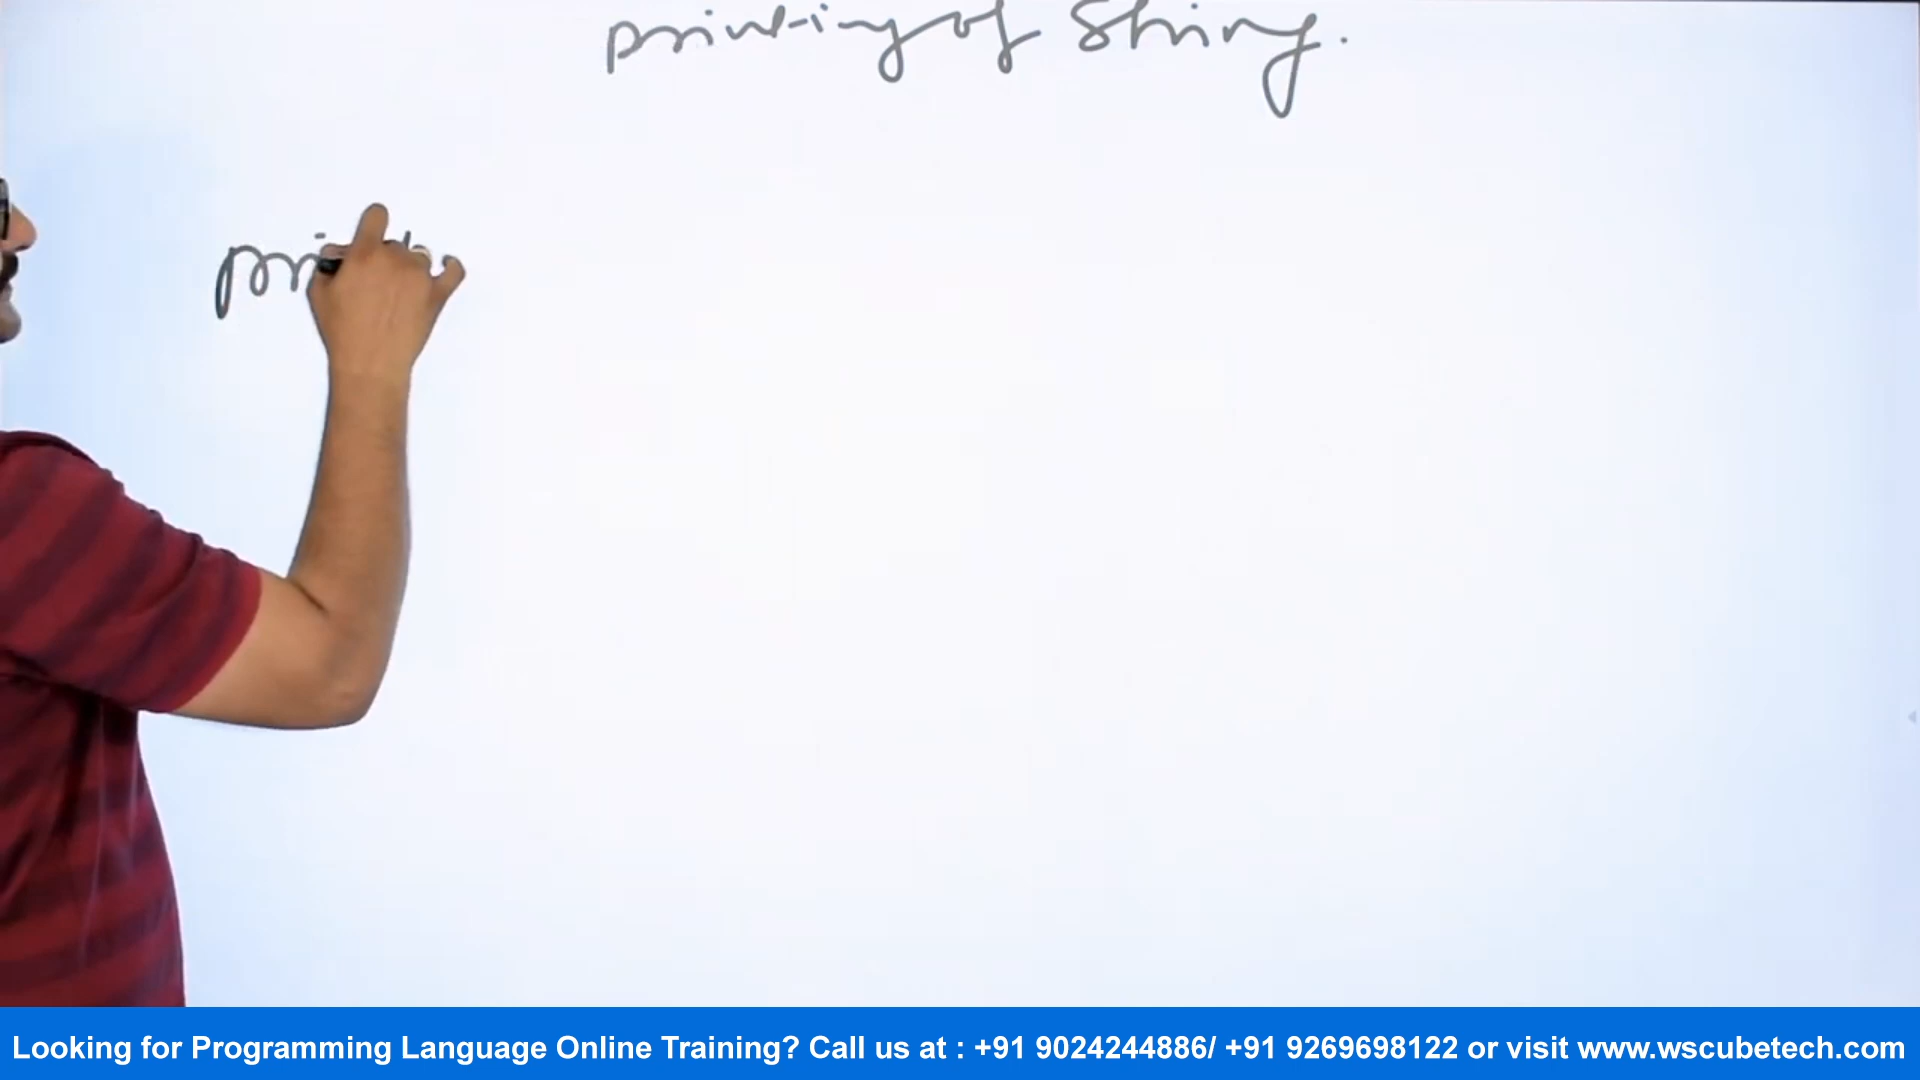 printing of String.
Looking for Programming Language Online Training? Call us at : +91 9024244886/ +91 9269698122 or visit www.wscubetech.com